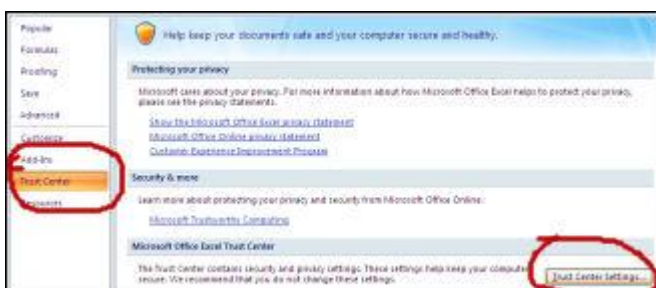 Popular
Formulas
Proofing
Save
Advanced
Customize
Add-Ins
Trust Center
Resources
Help keep your documents safe and your computer secure and healthy.
Protecting your privacy
Microsoft cares about your privacy. For more information about how Microsoft Office Excel helps to protect your privacy,
please see the privacy statements.
Show the Microsoft Office Excel privacy statement
Microsoft Office Online privacy statement
Customer Experience Improvement Program
Security & more
Learn more about protecting your privacy and security from Microsoft Office Online.
Microsoft Trustworthy Computing
Microsoft Office Excel Trust Center
The Trust Center contains security and privacy settings. These settings help keep your computer
secure. We recommend that you do not change these settings.
Trust Center Settings...